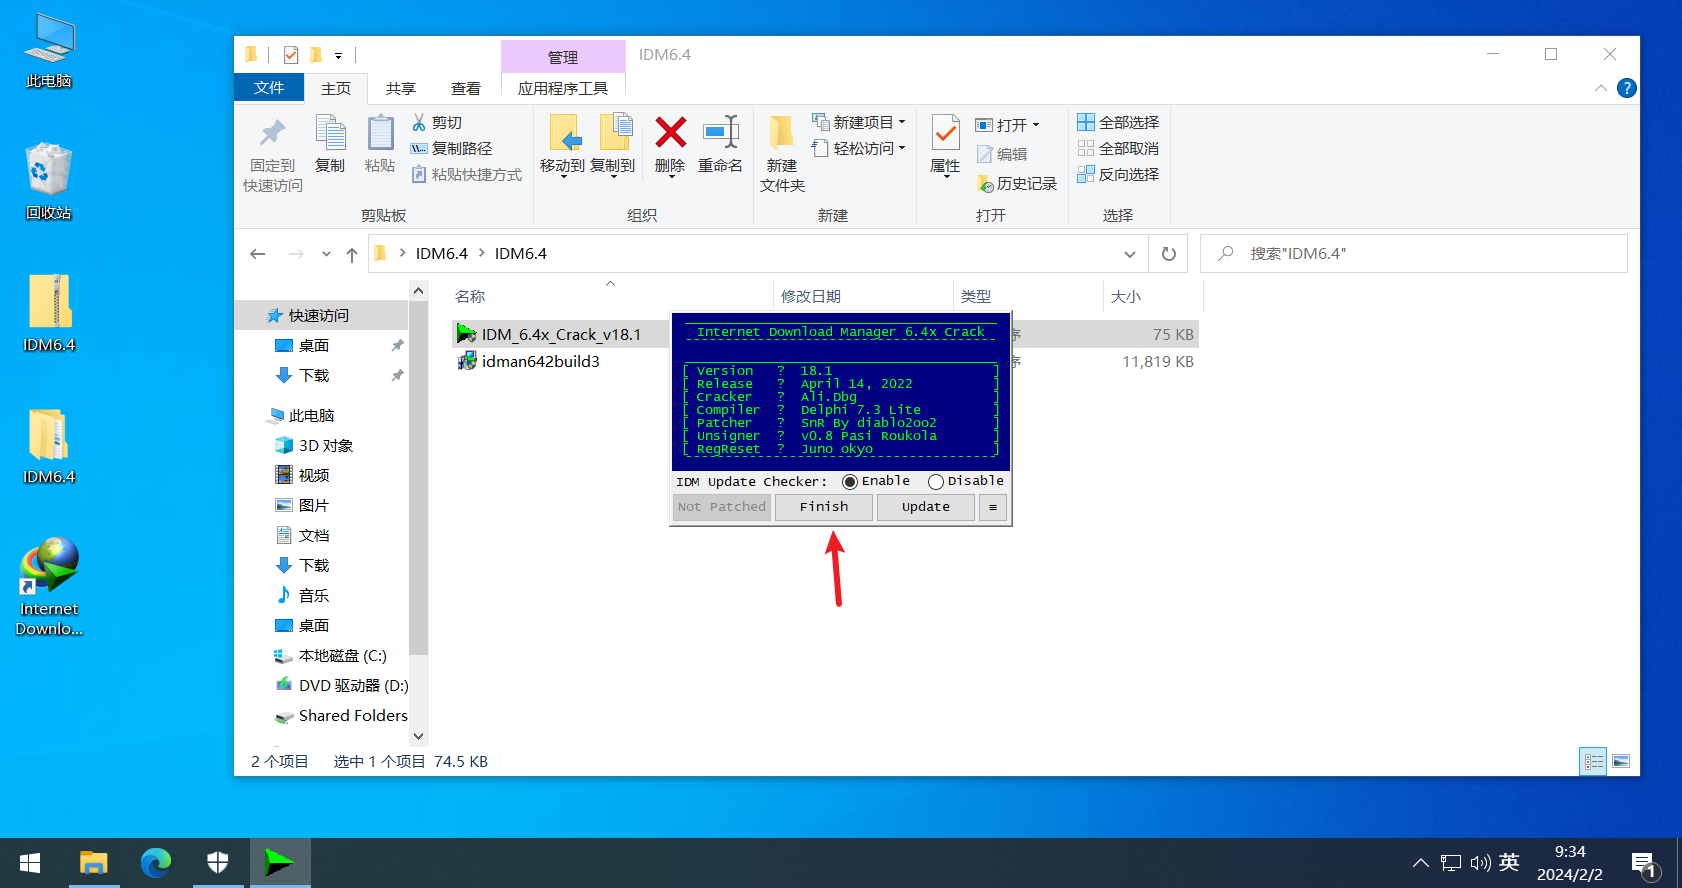 此电脑
回收站
IDM6.4
IDM6.4
Internet
Downlo...
管理
IDM6.4
文件
主页
共享
查看
应用程序工具
?
固定到
快速访问
复制
粘贴
剪切
复制路径
粘贴快捷方式
剪贴板
移动到
复制到
删除
重命名
组织
新建
文件夹
新建项目
轻松访问
新建
属性
打开
编辑
历史记录
打开
全部选择
全部取消
反向选择
选择
IDM6.4 > IDM6.4
搜索"IDM6.4"
名称
修改日期
类型
大小
快速访问
桌面
下载
此电脑
3D 对象
视频
图片
文档
下载
音乐
桌面
本地磁盘 (C:)
DVD 驱动器 (D:)
Shared Folders
IDM_6.4x_Crack_v18.1
序
75 KB
idman642build3
序
11,819 KB
Internet Download Manager 6.4x Crack
[ Version ? 18.1 ]
[ Release ? April 14, 2022 ]
[ Cracker ? Ali.Dbg ]
[ Compiler ? Delphi 7.3 Lite ]
[ Patcher ? SnR By diablo2oo2 ]
[ Unsigner ? v0.8 Pasi Roukola ]
[ RegReset ? Juno_okyo ]
IDM Update Checker: Enable Disable
Not Patched
Finish
Update
≡
2 个项目
选中 1 个项目 74.5 KB
英
9:34
2024/2/2
1